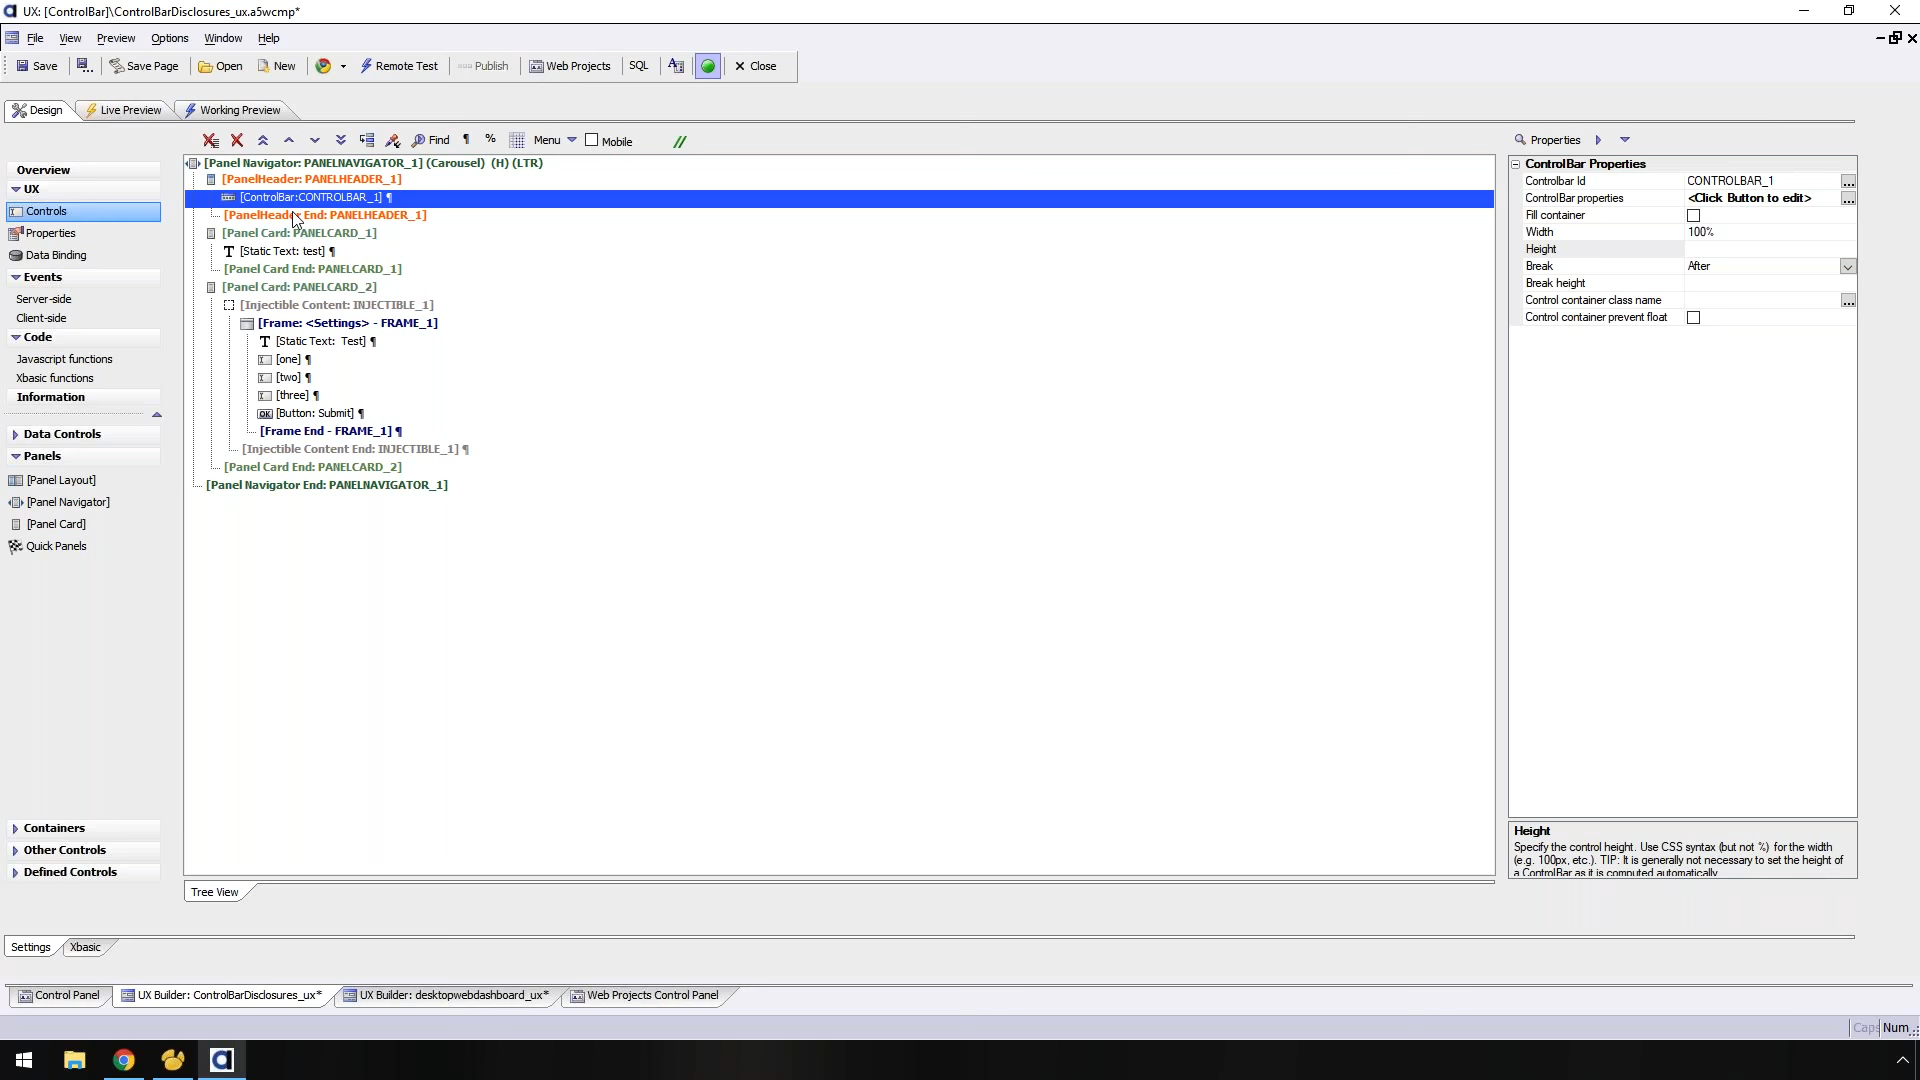 UX: [ControlBar]\ControlBarDisclosures_ux.a5wcmp*
File View Preview Options Window Help
Save Save Page Open New Remote Test Publish Web Projects SQL Close
Design Live Preview Working Preview
Find ¶ % Menu Mobile //
Properties
Overview
UX
Controls
Properties
Data Binding
Events
Server-side
Client-side
Code
Javascript functions
Xbasic functions
Information
Data Controls
Panels
[Panel Layout]
[Panel Navigator]
[Panel Card]
Quick Panels
Containers
Other Controls
Defined Controls
[Panel Navigator: PANELNAVIGATOR_1] (Carousel) (H) (LTR)
[PanelHeader: PANELHEADER_1]
[ControlBar:CONTROLBAR_1] ¶
[PanelHeader End: PANELHEADER_1]
[Panel Card: PANELCARD_1]
[Static Text: test] ¶
[Panel Card End: PANELCARD_1]
[Panel Card: PANELCARD_2]
[Injectible Content: INJECTIBLE_1]
[Frame: <Settings> - FRAME_1]
[Static Text: Test] ¶
[one] ¶
[two] ¶
[three] ¶
[Button: Submit] ¶
[Frame End - FRAME_1] ¶
[Injectible Content End: INJECTIBLE_1] ¶
[Panel Card End: PANELCARD_2]
[Panel Navigator End: PANELNAVIGATOR_1]
Tree View
ControlBar Properties
Controlbar Id CONTROLBAR_1
ControlBar properties <Click Button to edit>
Fill container
Width 100%
Height
Break After
Break height
Control container class name
Control container prevent float
Height
Specify the control height. Use CSS syntax (but not %) for the width
(e.g. 100px, etc.). TIP: It is generally not necessary to set the height of
a ControlBar as it is computed automatically
Settings Xbasic
Control Panel UX Builder: ControlBarDisclosures_ux* UX Builder: desktopwebdashboard_ux* Web Projects Control Panel
Caps Num